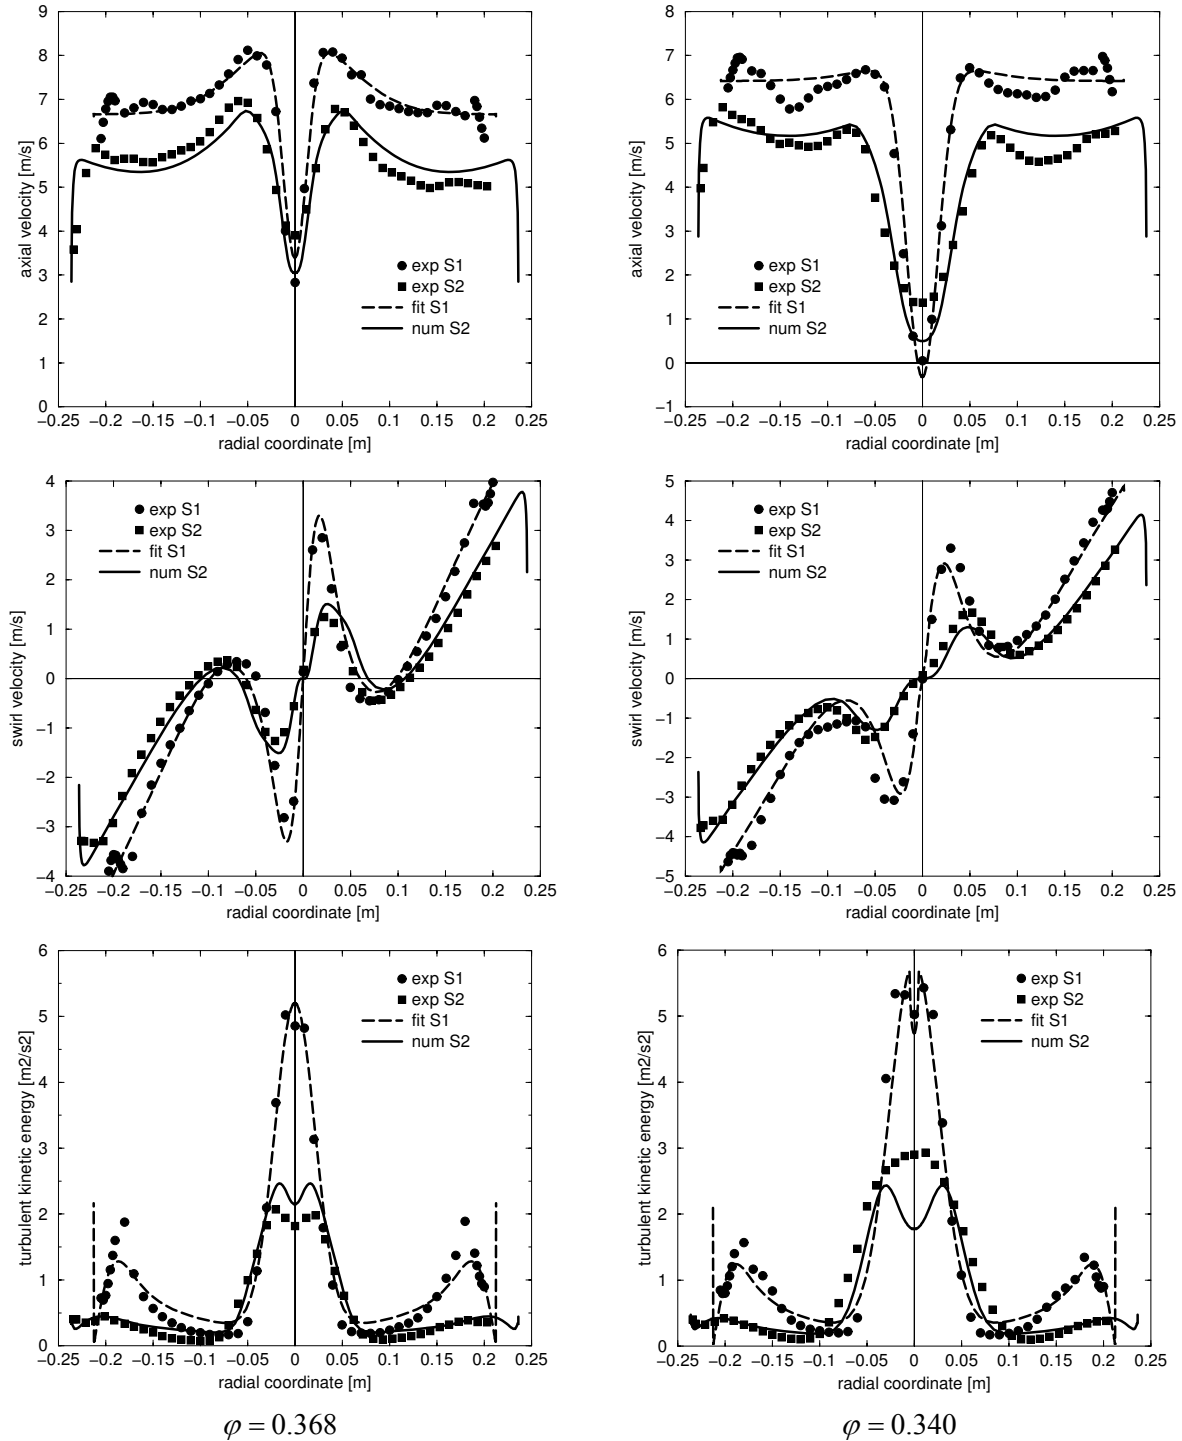 9
8
7
6
5
4
3
2
1
0
axial velocity [m/s]
exp S1
exp S2
fit S1
num S2
−0.25 −0.2 −0.15 −0.1 −0.05 0 0.05 0.1 0.15 0.2 0.25
radial coordinate [m]
8
7
6
5
4
3
2
1
0
−1
axial velocity [m/s]
exp S1
exp S2
fit S1
num S2
−0.25 −0.2 −0.15 −0.1 −0.05 0 0.05 0.1 0.15 0.2 0.25
radial coordinate [m]
4
3
2
1
0
−1
−2
−3
−4
swirl velocity [m/s]
exp S1
exp S2
fit S1
num S2
−0.25 −0.2 −0.15 −0.1 −0.05 0 0.05 0.1 0.15 0.2 0.25
radial coordinate [m]
5
4
3
2
1
0
−1
−2
−3
−4
−5
swirl velocity [m/s]
exp S1
exp S2
fit S1
num S2
−0.25 −0.2 −0.15 −0.1 −0.05 0 0.05 0.1 0.15 0.2 0.25
radial coordinate [m]
6
5
4
3
2
1
0
turbulent kinetic energy [m2/s2]
exp S1
exp S2
fit S1
num S2
−0.25 −0.2 −0.15 −0.1 −0.05 0 0.05 0.1 0.15 0.2 0.25
radial coordinate [m]
φ = 0.368
6
5
4
3
2
1
0
turbulent kinetic energy [m2/s2]
exp S1
exp S2
fit S1
num S2
−0.25 −0.2 −0.15 −0.1 −0.05 0 0.05 0.1 0.15 0.2 0.25
radial coordinate [m]
φ = 0.340